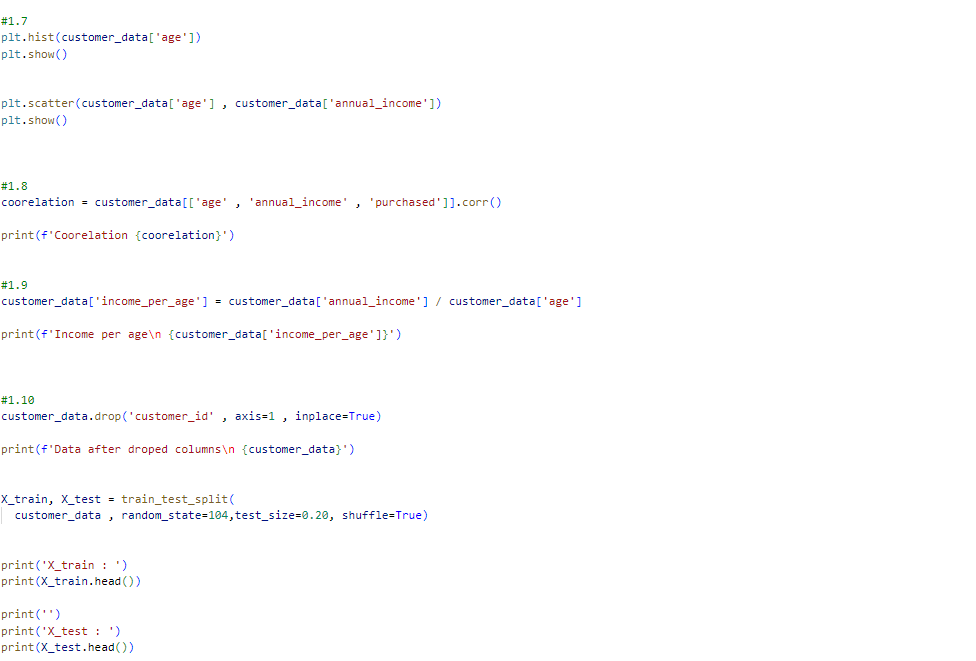 #1.7
plt.hist(customer_data['age'])
plt.show()
plt.scatter(customer_data['age'] , customer_data['annual_income'])
plt.show()
#1.8
coorelation = customer_data[['age' , 'annual_income' , 'purchased']].corr()
print(f'Coorelation {coorelation}')
#1.9
customer_data['income_per_age'] = customer_data['annual_income'] / customer_data['age']
print(f'Income per age\n {customer_data['income_per_age']}')
#1.10
customer_data.drop('customer_id' , axis=1 , inplace=True)
print(f'Data after droped columns\n {customer_data}')
X_train, X_test = train_test_split(
  customer_data , random_state=104,test_size=0.20, shuffle=True)
print('X_train : ')
print(X_train.head())
print('')
print('X_test : ')
print(X_test.head())